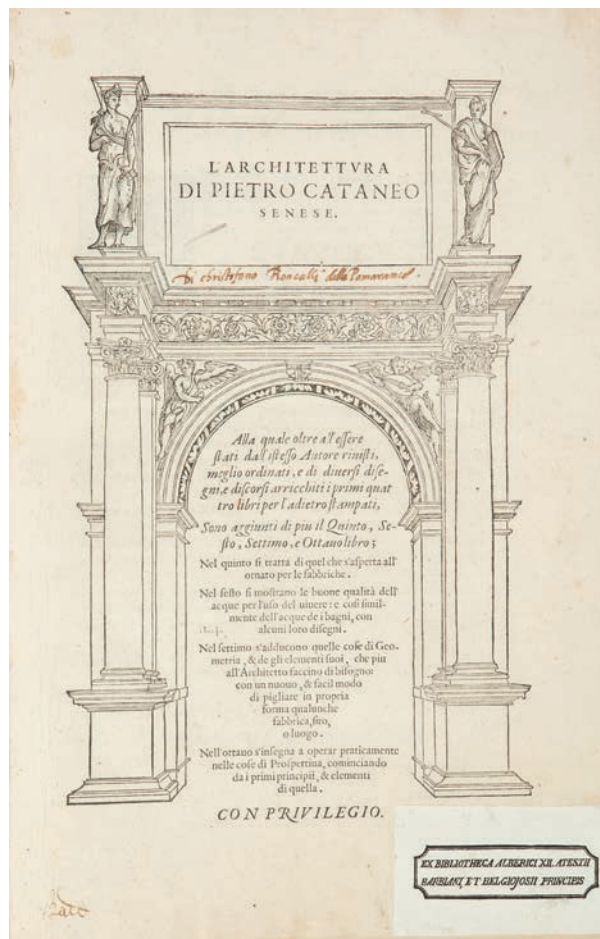 L'ARCHITETTVRA
DI PIETRO CATANEO
SENESE.
Di christofano Roncalli delle Pomarance.
Alla quale oltre all'essere
stati dall'istesso Autore riuisti,
meglio ordinati, e di diuersi dise-
gni, e discorsi arricchiti i primi quat
tro libri per l'adietro stampati,
Sono aggiunti di piu il Quinto, Se-
sto, Settimo, e Ottauo libro;
Nel quinto si tratta di quel che s'aspetta all'
ornato per le fabbriche.
Nel sesto si mostrano le buone qualità dell'
acque per l'uso del uiuere: e cosi simil-
mente dell'acque de i bagni, con
alcuni loro disegni.
Nel settimo s'adducono quelle cose di Geo-
metria, & de gli elementi suoi, che piu
all'Architetto faccino di bisogno:
con un nuouo, & facil modo
di pigliare in propria
forma qualunche
fabbrica, sito,
o luogo.
Nell'ottauo s'insegna a operar praticamente
nelle cose di Prospettiua, cominciando
da i primi principii, & elementi
di quella.
CON PRIVILEGIO.
EX BIBLIOTHECA ALBERICI XII. ATESTII
BARBIANI, ET BELGIOJOSII PRINCIPIS